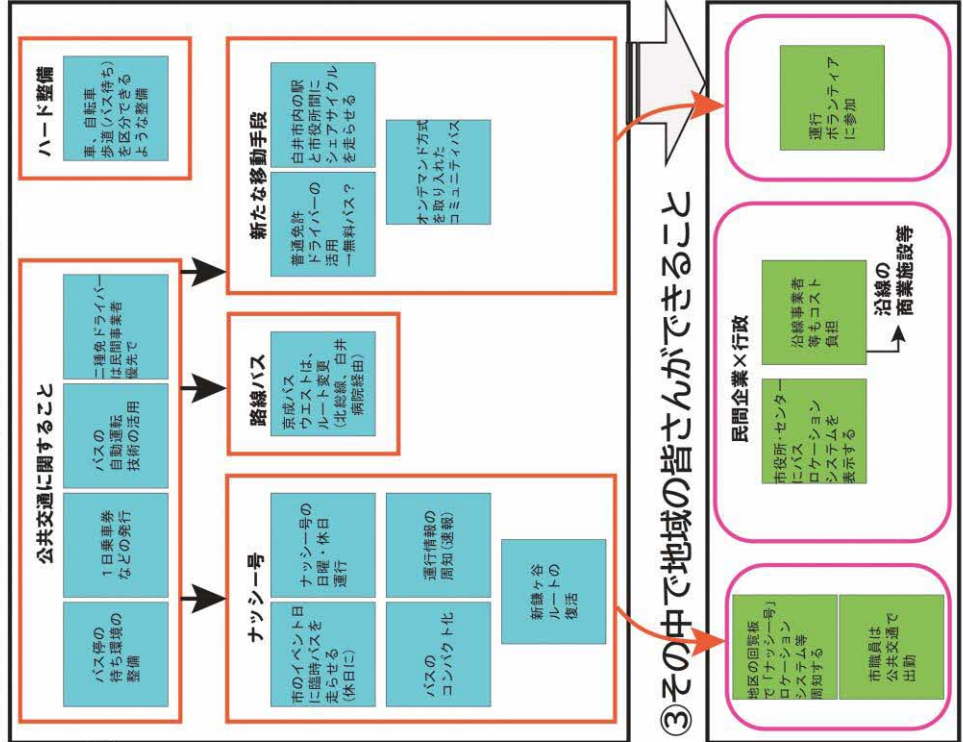 公共交通に関すること
バス停の
待ち環境の
整備
１日乗車券
などの発行
バスの
自動運転
技術の活用
二種免ドライバー
は民間事業者
優先で
ハード整備
車、自転車
歩道(バス待ち)
を区分できる
ような整備
ナッシー号
市のイベント日
に臨時バスを
走らせる
(休日に)
ナッシー号の
日曜・休日
運行
バスの
コンパクト化
運行情報の
周知(速報)
新鎌ヶ谷
ルートの
復活
路線バス
京成バス
ウエストは、
ルート変更
(北総線、白井
病院経由)
新たな移動手段
普通免許
ドライバーの
活用
→無料バス？
白井市内の駅
と市役所間に
シェアサイクル
を走らせる
オンデマンド方式
を取り入れた
コミュニティバス
③その中で地域の皆さんができること
地区の回覧板
で「ナッシー号」
ロケーション
システム等
周知する
市職員は
公共交通で
出勤
民間企業×行政
市役所・センター
にバス
ロケーション
システムを
表示する
沿線事業者
等もコスト
負担
沿線の
商業施設等
運行
ボランティア
に参加